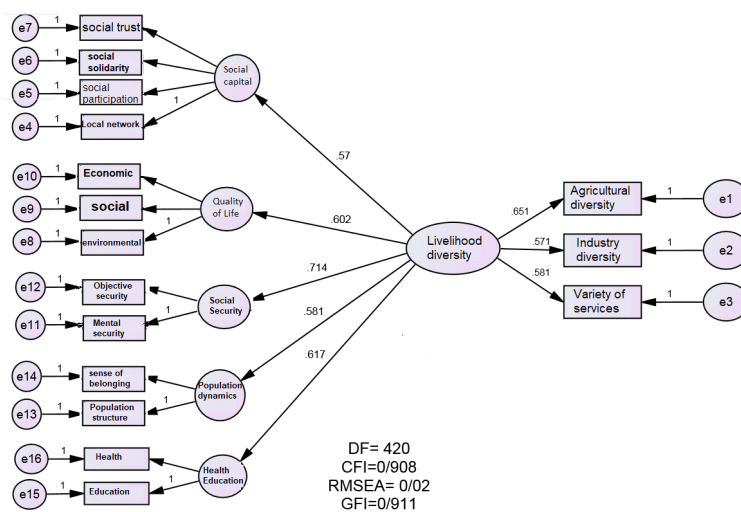 e7
1
social trust
e6
1
social
solidarity
e5
1
social
participation
e4
1
Local network
1
Social
capital
.57
e10
1
Economic
e9
1
social
e8
1
environmental
1
Quality
of Life
.602
e12
1
Objective
security
e11
1
Mental
security
1
Social
Security
.714
e14
1
sense of
belonging
e13
1
Population
structure
1
Population
dynamics
.581
e16
1
Health
e15
1
Education
1
Health
Education
.617
Livelihood
diversity
.651
Agricultural
diversity
1
e1
.571
Industry
diversity
1
e2
.581
Variety of
services
1
e3
DF= 420
CFI=0/908
RMSEA= 0/02
GFI=0/911